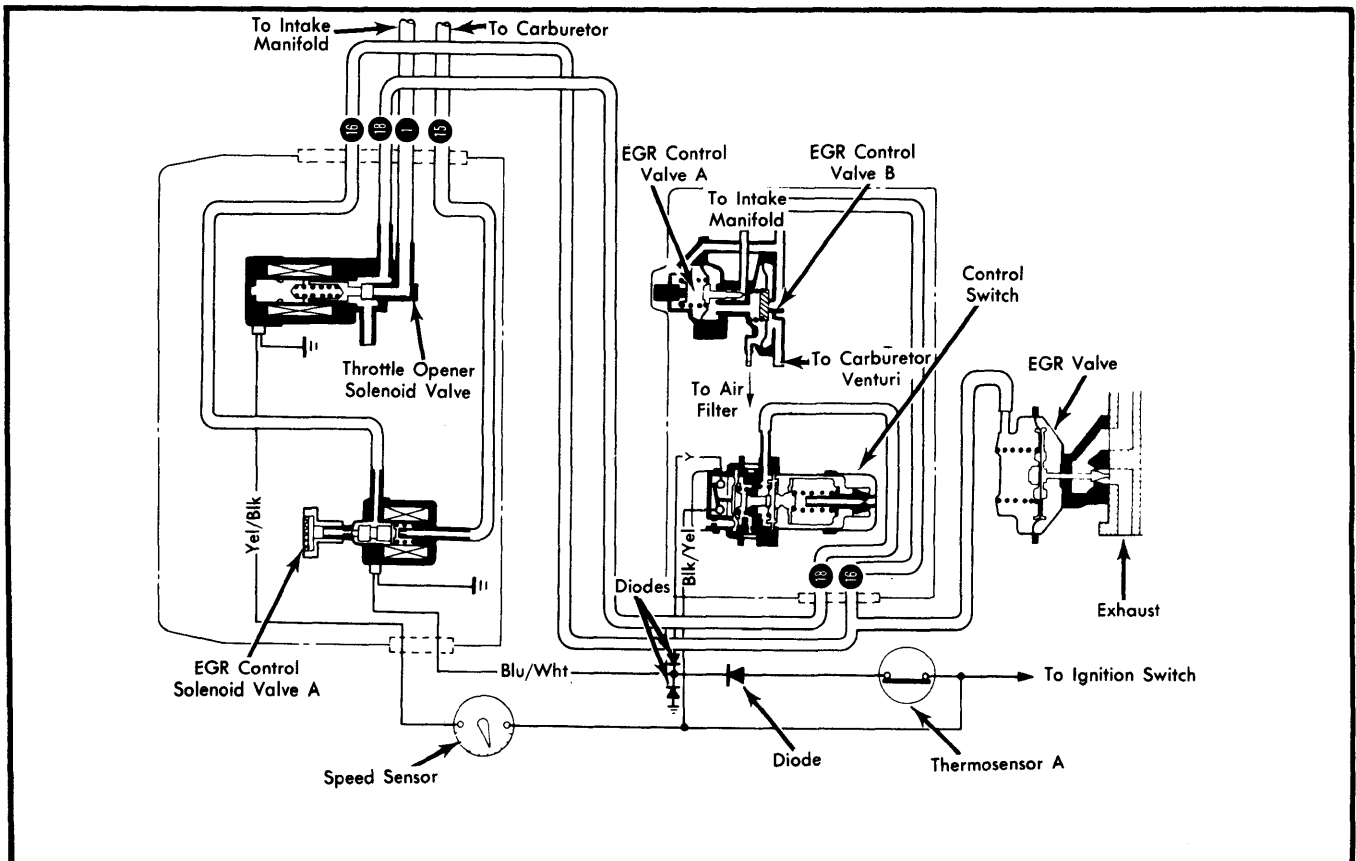 To Intake
Manifold
To Carburetor
16
18
1
15
EGR Control
Valve A
EGR Control
Valve B
To Intake
Manifold
Control
Switch
Throttle Opener
Solenoid Valve
To Carburetor
Venturi
To Air
Filter
EGR Valve
Y
Yel/Blk
Blk/Yel
18
16
Diodes
Exhaust
EGR Control
Solenoid Valve A
Blu/Wht
To Ignition Switch
Speed Sensor
Diode
Thermosensor A